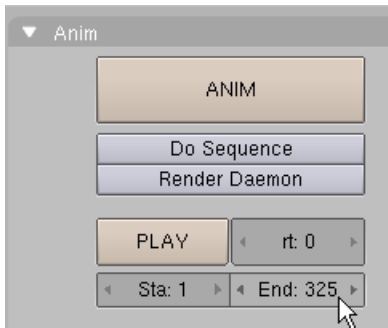 Anim
ANIM
Do Sequence
Render Daemon
PLAY rt: 0
Sta: 1 End: 325